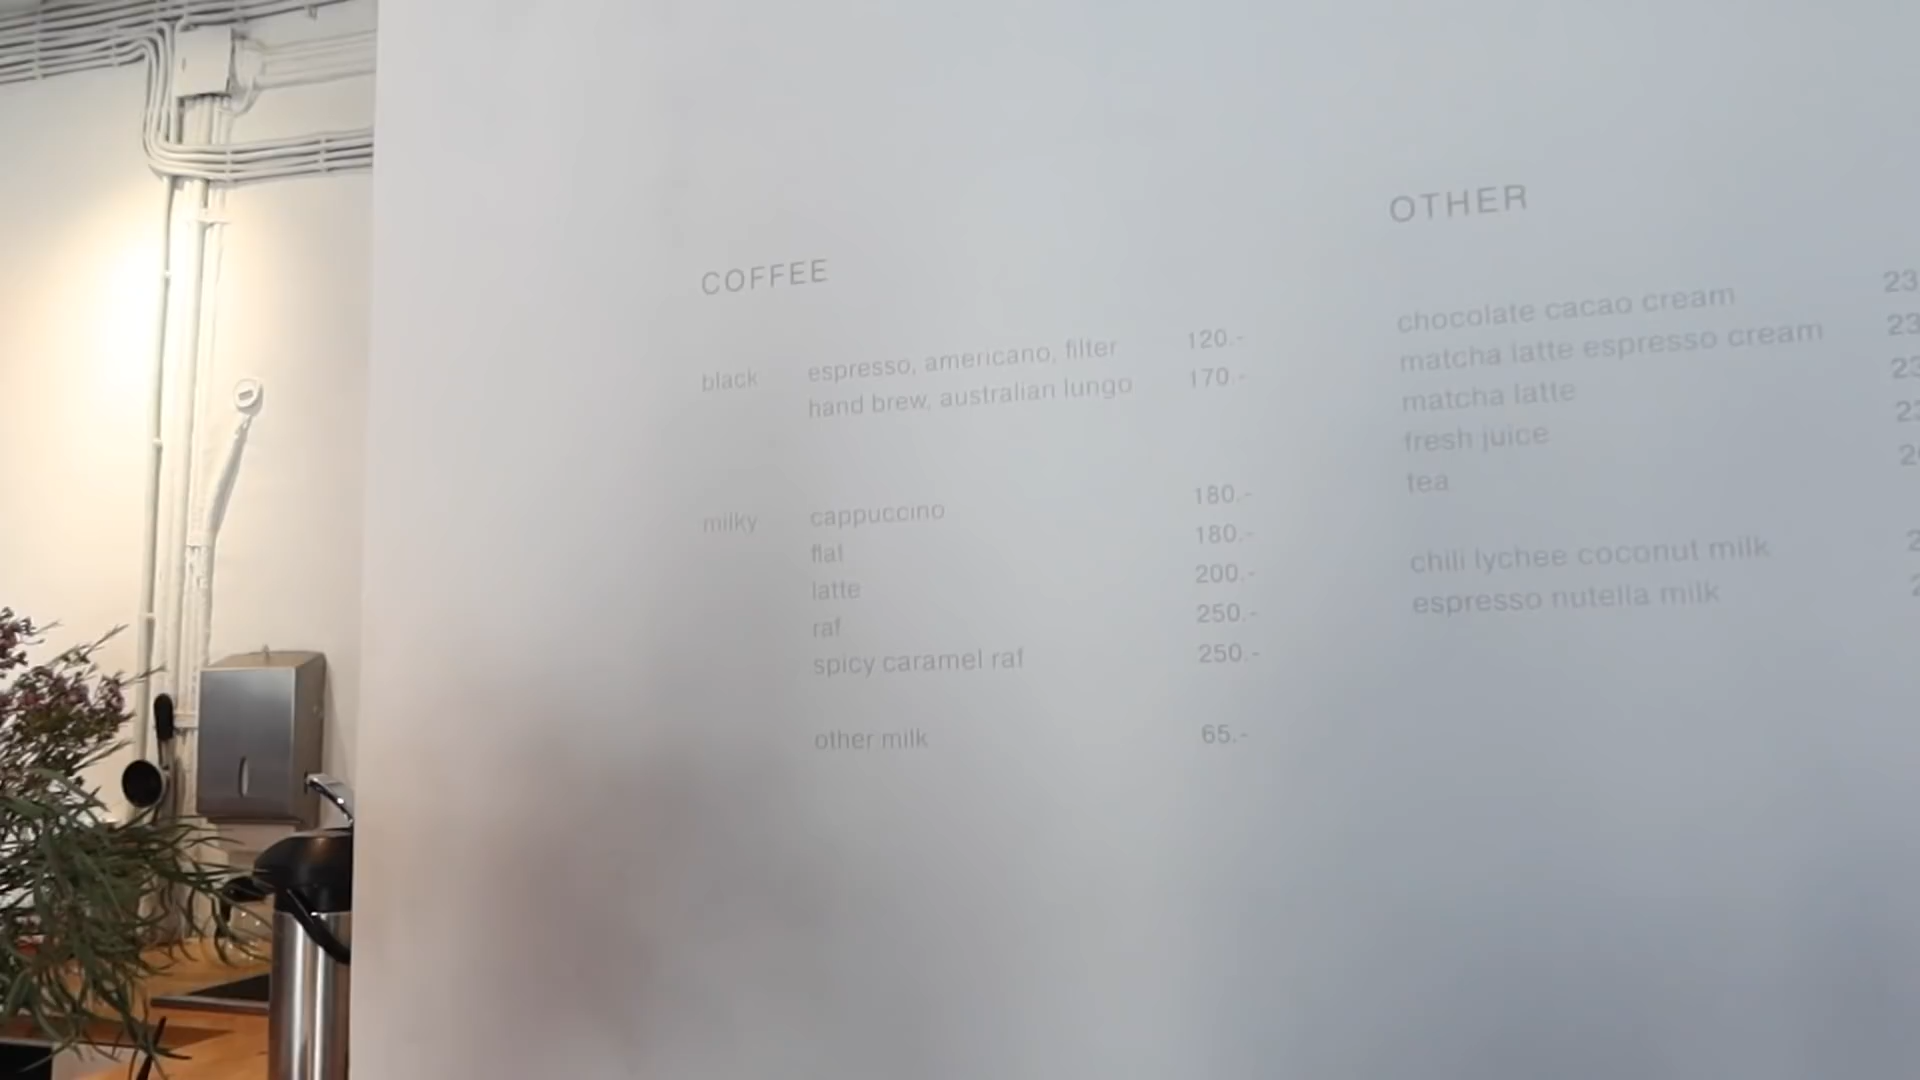 COFFEE
black espresso, americano, filter 120.-
hand brew, australian lungo 170.-
milky cappuccino 180.-
flat 180.-
latte 200.-
raf 250.-
spicy caramel raf 250.-
other milk 65.-
OTHER
chocolate cacao cream
matcha latte espresso cream
matcha latte
fresh juice
tea
chili lychee coconut milk
espresso nutella milk